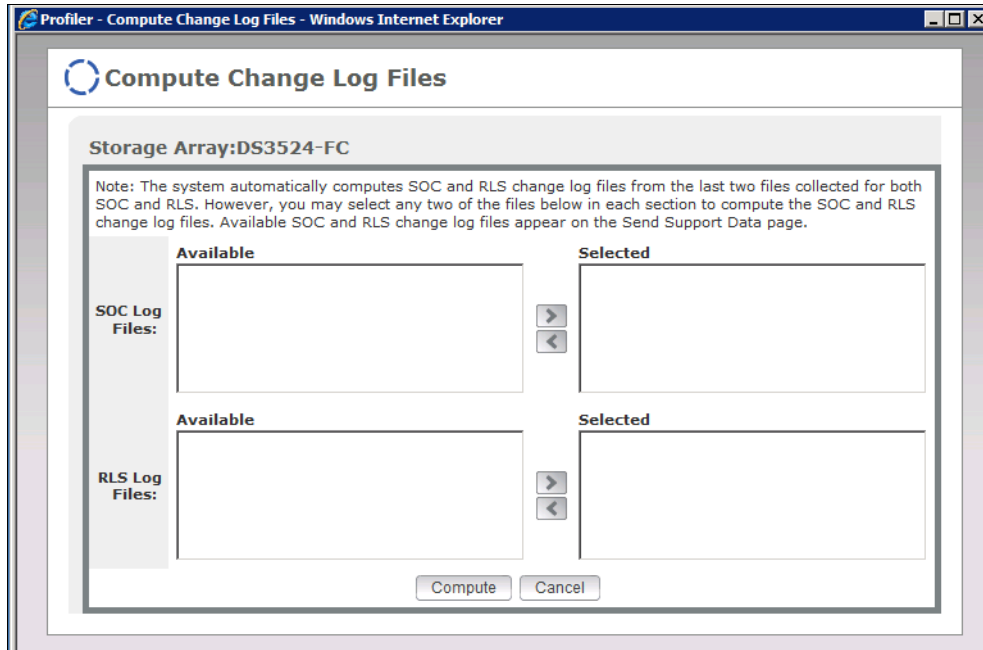 Profiler - Compute Change Log Files - Windows Internet Explorer
Compute Change Log Files
Storage Array:DS3524-FC
Note: The system automatically computes SOC and RLS change log files from the last two files collected for both
SOC and RLS. However, you may select any two of the files below in each section to compute the SOC and RLS
change log files. Available SOC and RLS change log files appear on the Send Support Data page.
Available Selected
SOC Log
Files:
Available Selected
RLS Log
Files:
Compute Cancel